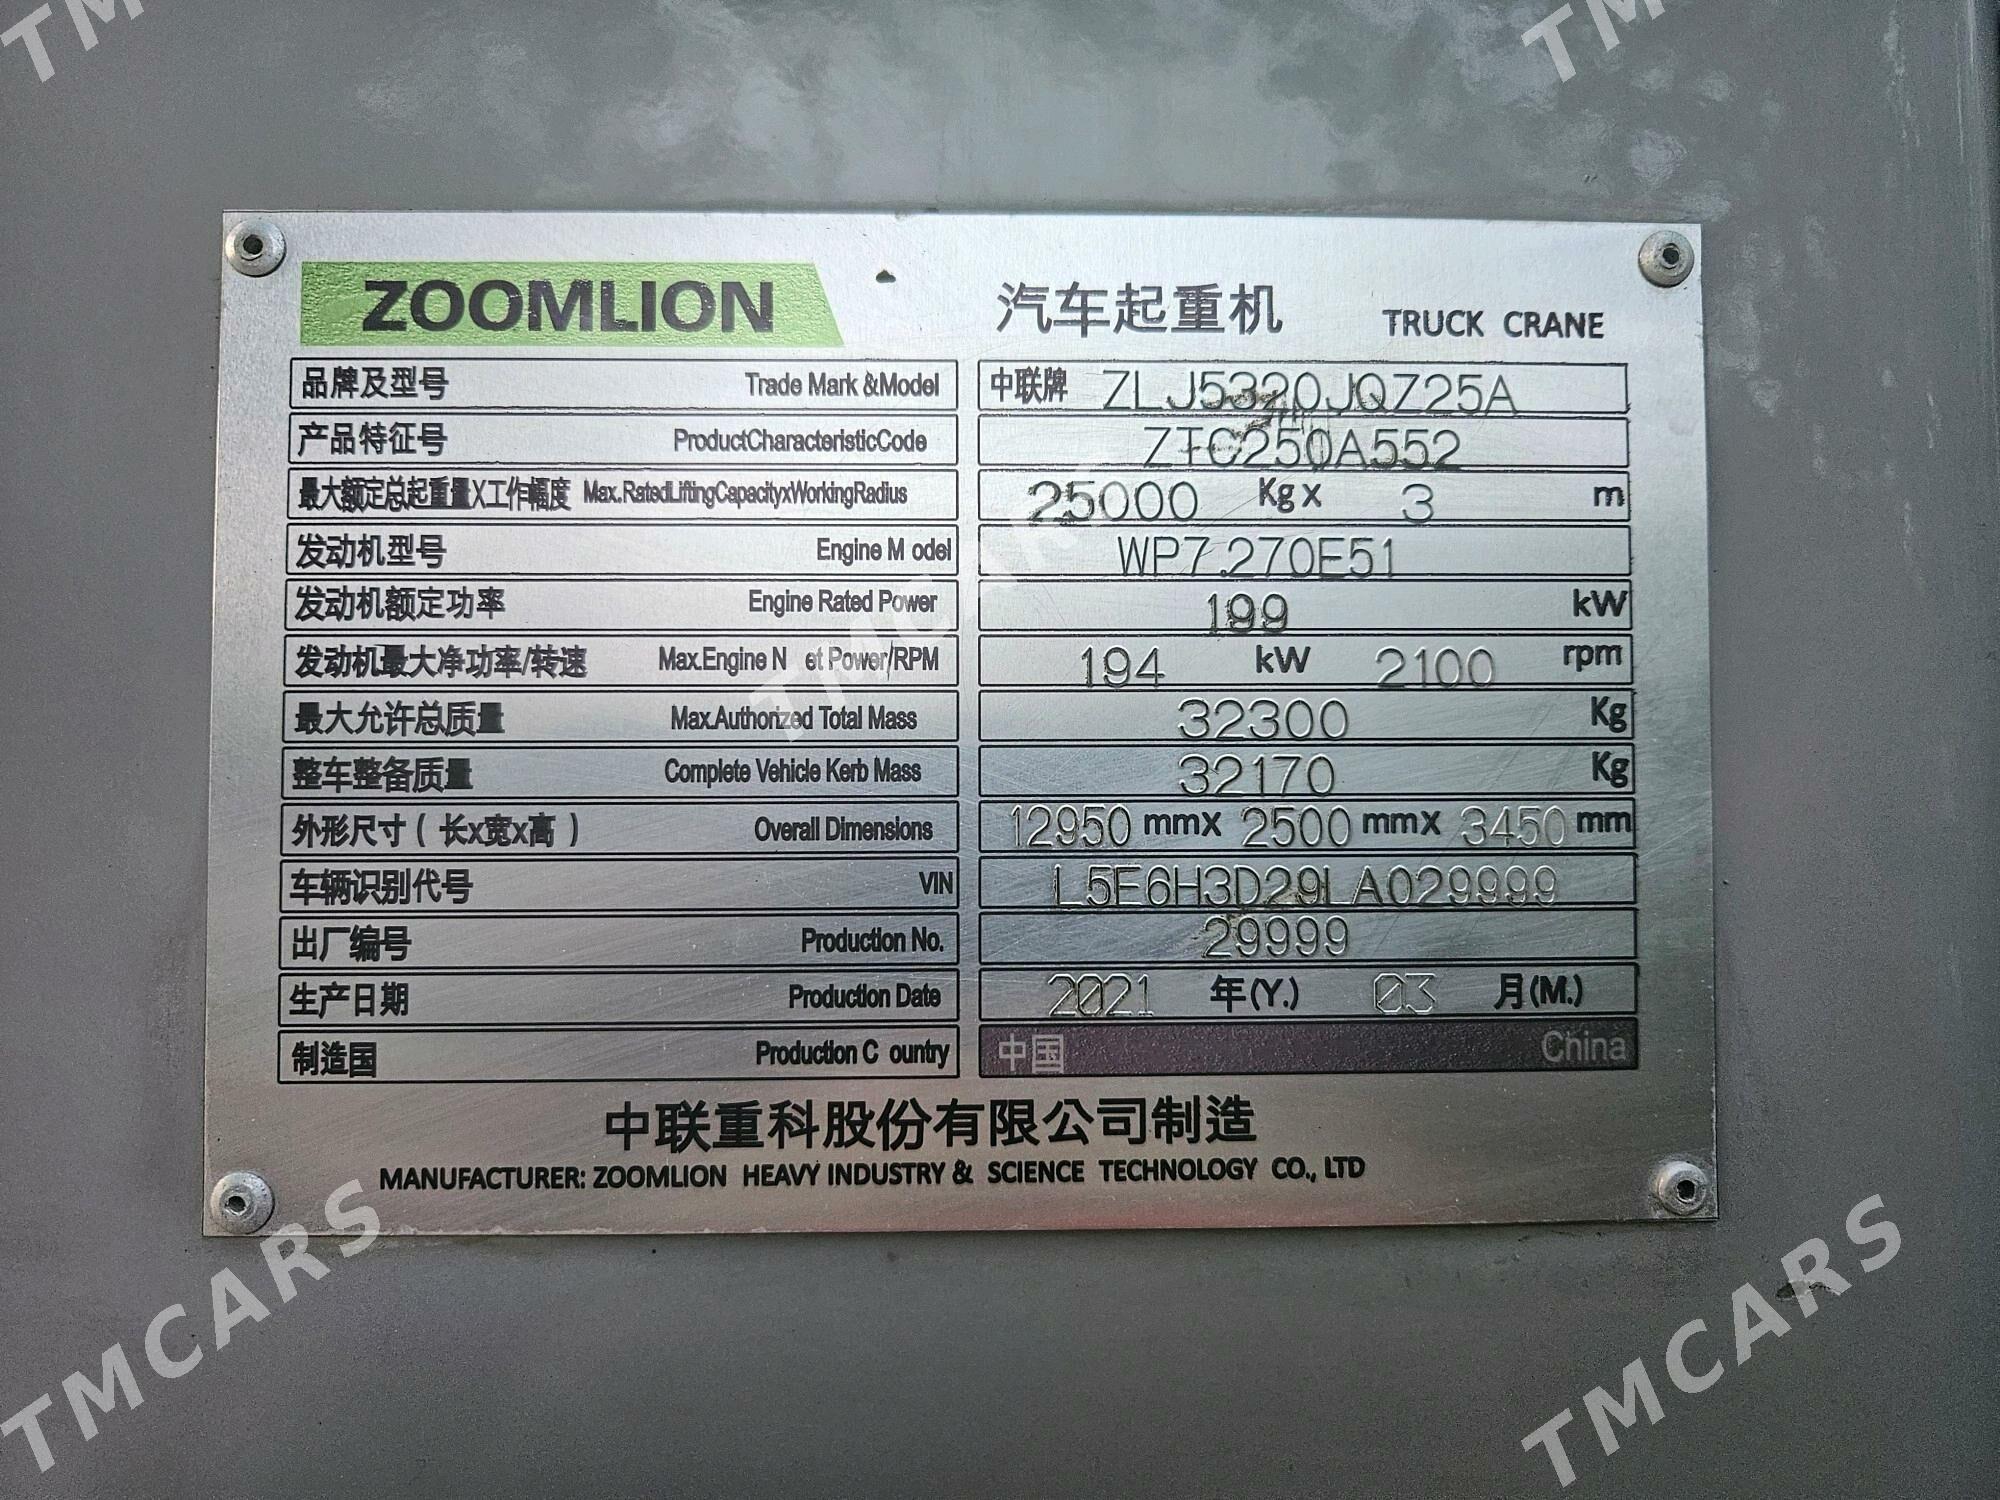 ZOOMLION 汽车起重机 TRUCK CRANE
品牌及型号 Trade Mark &Model 中联牌 ZLJ5320JQZ25A
产品特征号 ProductCharacteristicCode ZTC250A552
最大额定总起重量X工作幅度 Max.RatedLiftingCapacityxWorkingRadius 25000 Kg x 3 m
发动机型号 Engine M odel WP7.270E51
发动机额定功率 Engine Rated Power 199 kW
发动机最大净功率/转速 Max.Engine N et Power/RPM 194 kW 2100 rpm
最大允许总质量 Max.Authorized Total Mass 32300 Kg
整车整备质量 Complete Vehicle Kerb Mass 32170 Kg
外形尺寸(长x宽x高) Overall Dimensions 12950 mmX 2500 mmX 3450 mm
车辆识别代号 VIN L5E6H3D29LA029999
出厂编号 Production No. 29999
生产日期 Production Date 2021 年(Y.) 03 月(M.)
制造国 Production C ountry 中国 China
中联重科股份有限公司制造
MANUFACTURER: ZOOMLION HEAVY INDUSTRY & SCIENCE TECHNOLOGY CO., LTD
TMCARS
TMCARS
TMCARS